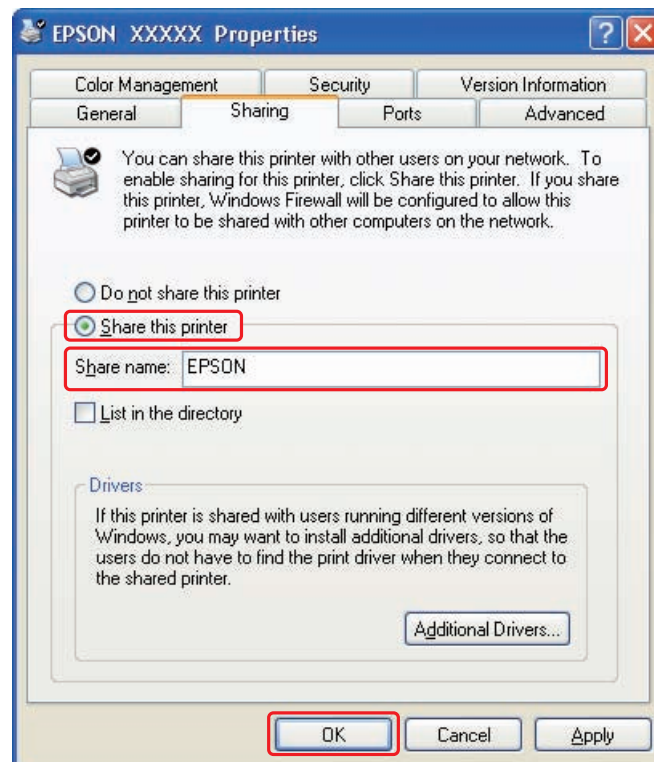 EPSON XXXXX Properties
Color Management Security Version Information
General Sharing Ports Advanced
You can share this printer with other users on your network. To
enable sharing for this printer, click Share this printer. If you share
this printer, Windows Firewall will be configured to allow this
printer to be shared with other computers on the network.
Do not share this printer
Share this printer
Share name: EPSON
List in the directory
Drivers
If this printer is shared with users running different versions of
Windows, you may want to install additional drivers, so that the
users do not have to find the print driver when they connect to
the shared printer.
Additional Drivers...
OK Cancel Apply